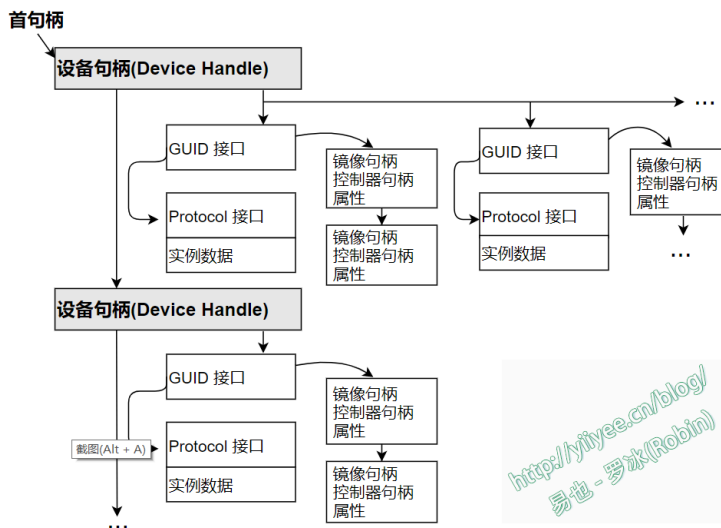 首句柄
设备句柄(Device Handle)
...
GUID 接口
镜像句柄
控制器句柄
属性
Protocol 接口
实例数据
镜像句柄
控制器句柄
属性
GUID 接口
镜像句柄
控制器句柄
属性
Protocol 接口
实例数据
...
设备句柄(Device Handle)
GUID 接口
镜像句柄
控制器句柄
属性
截图(Alt + A)
Protocol 接口
实例数据
镜像句柄
控制器句柄
属性
...
http://yiyee.cn/blog/
易也 - 罗冰(Robin)